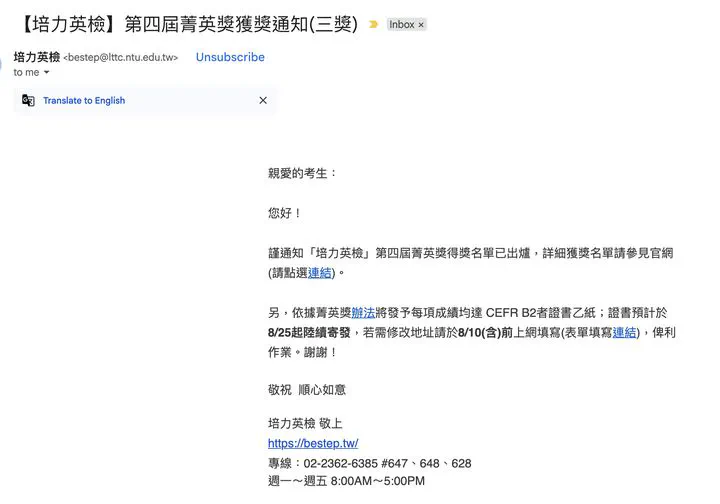 【培力英檢】第四屆菁英獎獲獎通知(三獎) Inbox ×
培力英檢 <bestep@lttc.ntu.edu.tw> Unsubscribe
to me
Translate to English
親愛的考生：
您好！
謹通知「培力英檢」第四屆菁英獎得獎名單已出爐，詳細獲獎名單請參見官網
(請點選連結)。
另，依據菁英獎辦法將發予每項成績均達 CEFR B2者證書乙紙；證書預計於
8/25起陸續寄發，若需修改地址請於8/10(含)前上網填寫(表單填寫連結)，俾利
作業。謝謝！
敬祝 順心如意
培力英檢 敬上
https://bestep.tw/
專線：02-2362-6385 #647、648、628
週一～週五 8:00AM～5:00PM